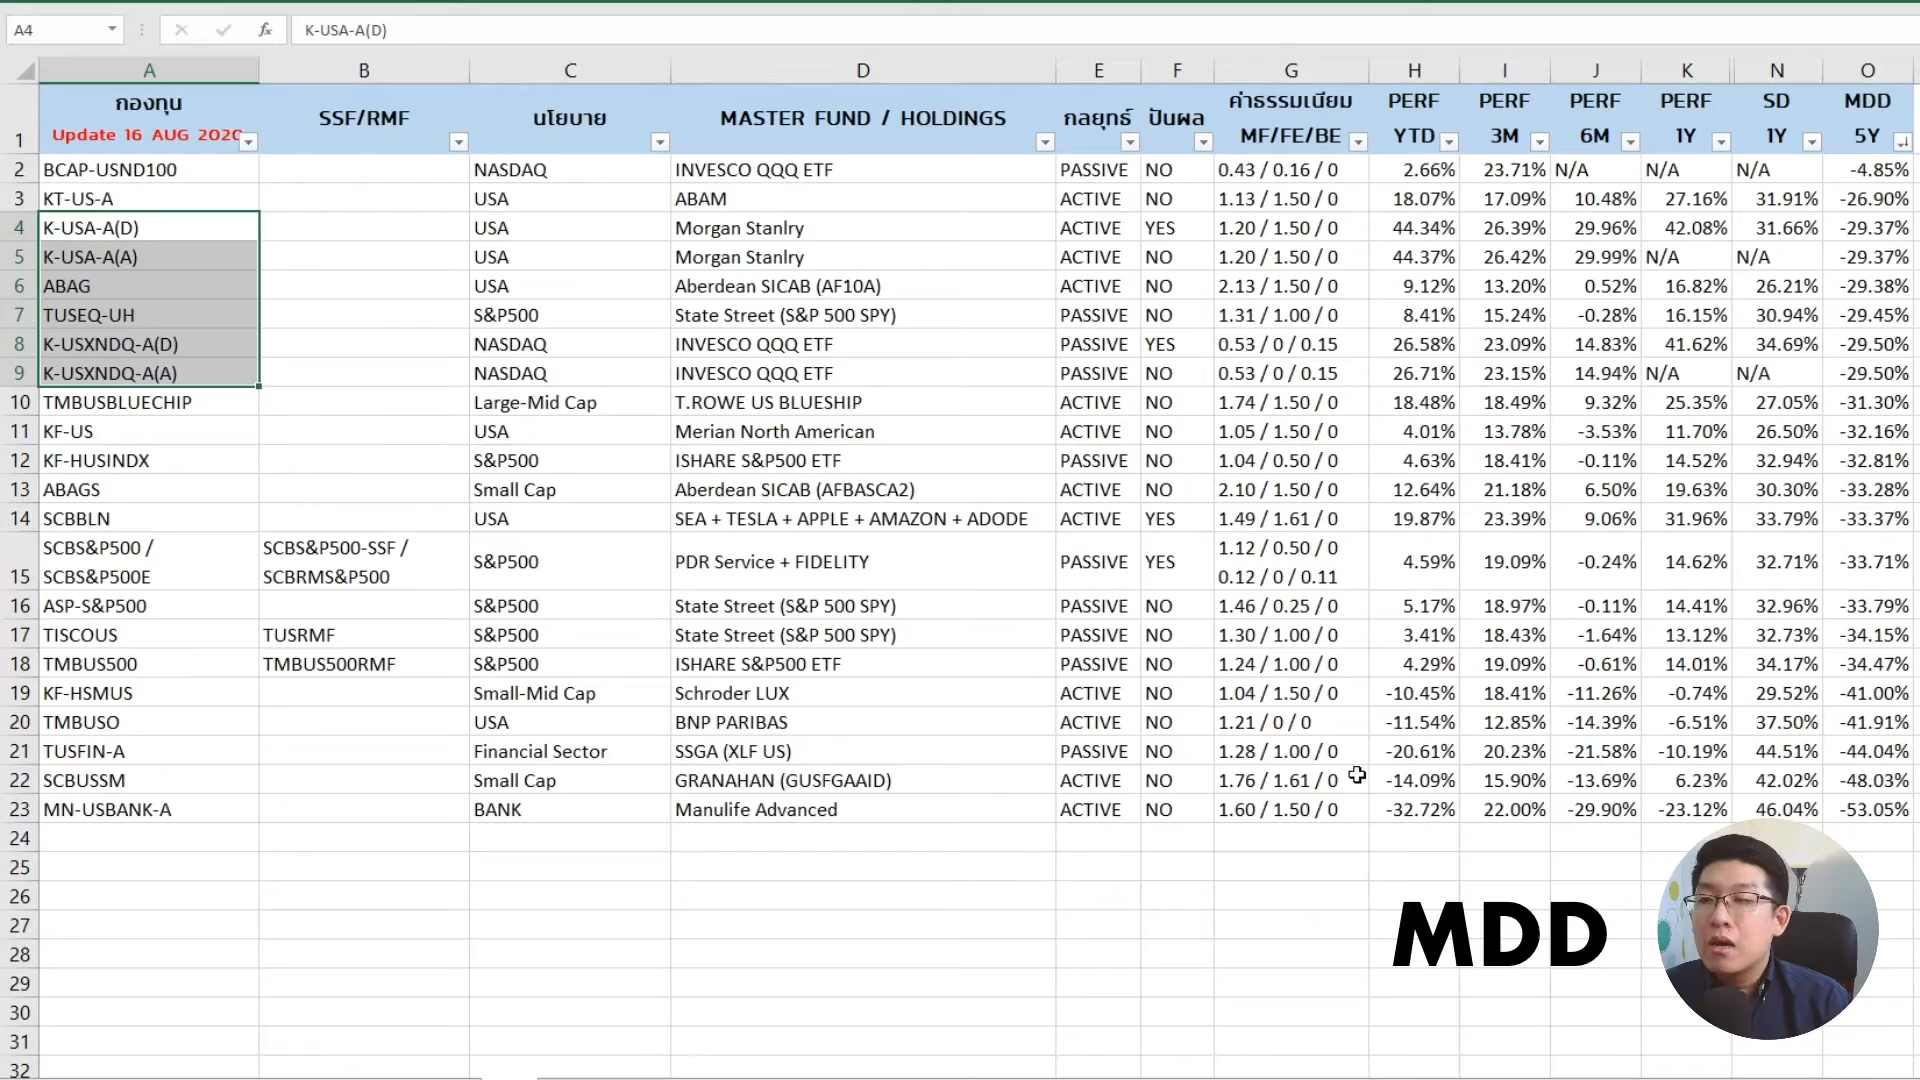 A4 K-USA-A(D)
A B C D E F G H I J K N O
1 กองทุน Update 16 AUG 2020 SSF/RMF นโยบาย MASTER FUND / HOLDINGS กลยุทธ์ ปันผล ค่าธรรมเนียม MF/FE/BE PERF YTD PERF 3M PERF 6M PERF 1Y SD 1Y MDD 5Y
2 BCAP-USND100 NASDAQ INVESCO QQQ ETF PASSIVE NO 0.43 / 0.16 / 0 2.66% 23.71% N/A N/A N/A -4.85%
3 KT-US-A USA ABAM ACTIVE NO 1.13 / 1.50 / 0 18.07% 17.09% 10.48% 27.16% 31.91% -26.90%
4 K-USA-A(D) USA Morgan Stanlry ACTIVE YES 1.20 / 1.50 / 0 44.34% 26.39% 29.96% 42.08% 31.66% -29.37%
5 K-USA-A(A) USA Morgan Stanlry ACTIVE NO 1.20 / 1.50 / 0 44.37% 26.42% 29.99% N/A N/A -29.37%
6 ABAG USA Aberdean SICAB (AF10A) ACTIVE NO 2.13 / 1.50 / 0 9.12% 13.20% 0.52% 16.82% 26.21% -29.38%
7 TUSEQ-UH S&P500 State Street (S&P 500 SPY) PASSIVE NO 1.31 / 1.00 / 0 8.41% 15.24% -0.28% 16.15% 30.94% -29.45%
8 K-USXNDQ-A(D) NASDAQ INVESCO QQQ ETF PASSIVE YES 0.53 / 0 / 0.15 26.58% 23.09% 14.83% 41.62% 34.69% -29.50%
9 K-USXNDQ-A(A) NASDAQ INVESCO QQQ ETF PASSIVE NO 0.53 / 0 / 0.15 26.71% 23.15% 14.94% N/A N/A -29.50%
10 TMBUSBLUECHIP Large-Mid Cap T.ROWE US BLUESHIP ACTIVE NO 1.74 / 1.50 / 0 18.48% 18.49% 9.32% 25.35% 27.05% -31.30%
11 KF-US USA Merian North American ACTIVE NO 1.05 / 1.50 / 0 4.01% 13.78% -3.53% 11.70% 26.50% -32.16%
12 KF-HUSINDX S&P500 ISHARE S&P500 ETF PASSIVE NO 1.04 / 0.50 / 0 4.63% 18.41% -0.11% 14.52% 32.94% -32.81%
13 ABAGS Small Cap Aberdean SICAB (AFBASCA2) ACTIVE NO 2.10 / 1.50 / 0 12.64% 21.18% 6.50% 19.63% 30.30% -33.28%
14 SCBBLN USA SEA + TESLA + APPLE + AMAZON + ADODE ACTIVE YES 1.49 / 1.61 / 0 19.87% 23.39% 9.06% 31.96% 33.79% -33.37%
SCBS&P500 / SCBS&P500-SSF / 1.12 / 0.50 / 0
15 SCBS&P500E SCBRMS&P500 S&P500 PDR Service + FIDELITY PASSIVE YES 0.12 / 0 / 0.11 4.59% 19.09% -0.24% 14.62% 32.71% -33.71%
16 ASP-S&P500 S&P500 State Street (S&P 500 SPY) PASSIVE NO 1.46 / 0.25 / 0 5.17% 18.97% -0.11% 14.41% 32.96% -33.79%
17 TISCOUS TUSRMF S&P500 State Street (S&P 500 SPY) PASSIVE NO 1.30 / 1.00 / 0 3.41% 18.43% -1.64% 13.12% 32.73% -34.15%
18 TMBUS500 TMBUS500RMF S&P500 ISHARE S&P500 ETF PASSIVE NO 1.24 / 1.00 / 0 4.29% 19.09% -0.61% 14.01% 34.17% -34.47%
19 KF-HSMUS Small-Mid Cap Schroder LUX ACTIVE NO 1.04 / 1.50 / 0 -10.45% 18.41% -11.26% -0.74% 29.52% -41.00%
20 TMBUSO USA BNP PARIBAS ACTIVE NO 1.21 / 0 / 0 -11.54% 12.85% -14.39% -6.51% 37.50% -41.91%
21 TUSFIN-A Financial Sector SSGA (XLF US) PASSIVE NO 1.28 / 1.00 / 0 -20.61% 20.23% -21.58% -10.19% 44.51% -44.04%
22 SCBUSSM Small Cap GRANAHAN (GUSFGAAID) ACTIVE NO 1.76 / 1.61 / 0 -14.09% 15.90% -13.69% 6.23% 42.02% -48.03%
23 MN-USBANK-A BANK Manulife Advanced ACTIVE NO 1.60 / 1.50 / 0 -32.72% 22.00% -29.90% -23.12% 46.04% -53.05%
24
25
26
27 MDD
28
29
30
31
32